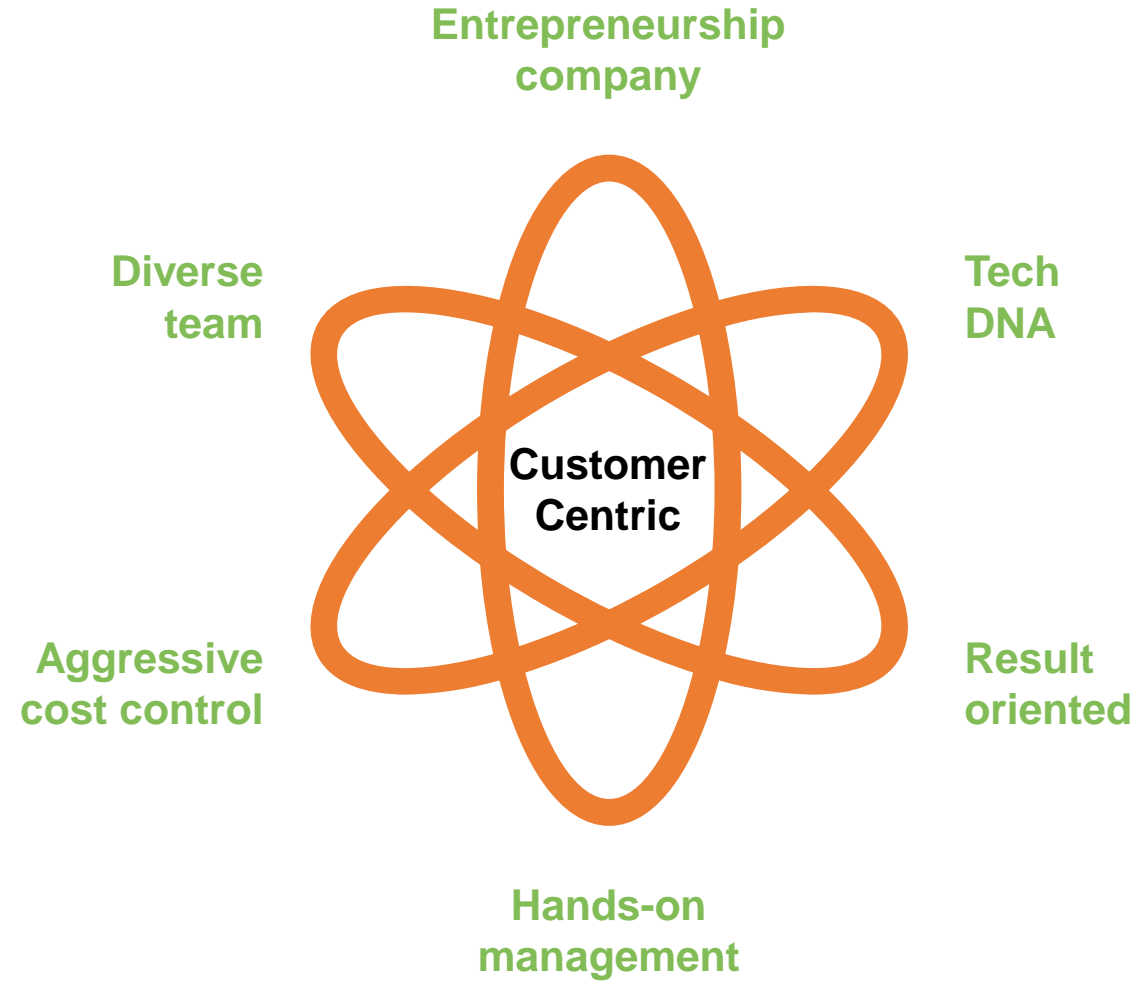 Entrepreneurship
company
Diverse
team
Tech
DNA
Customer
Centric
Aggressive
cost control
Result
oriented
Hands-on
management